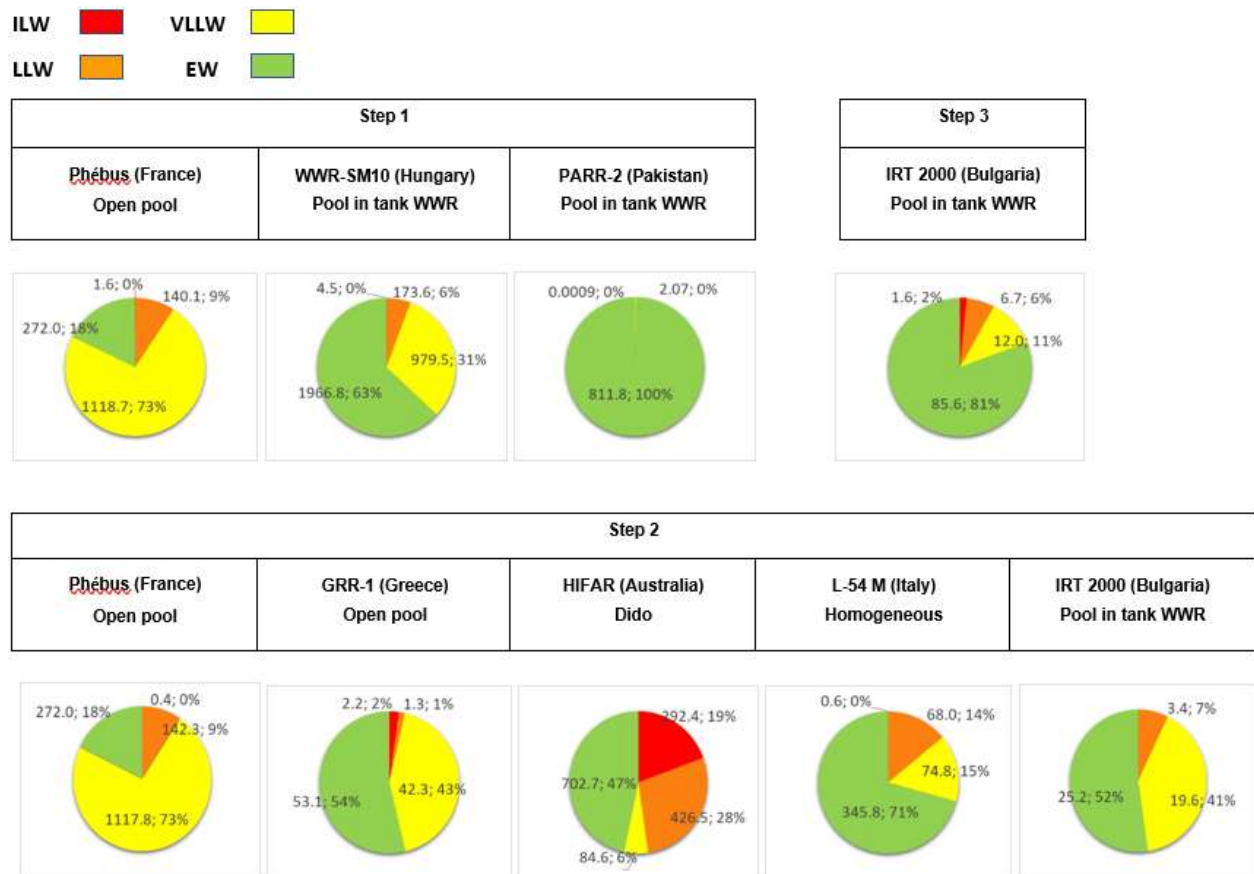 ILW VLLW
LLW EW
Step 1
Phébus (France)
Open pool
WWR-SM10 (Hungary)
Pool in tank WWR
PARR-2 (Pakistan)
Pool in tank WWR
Step 3
IRT 2000 (Bulgaria)
Pool in tank WWR
1.6; 0%
140.1; 9%
272.0; 18%
1118.7; 73%
4.5; 0%
173.6; 6%
979.5; 31%
1966.8; 63%
0.0009; 0%
2.07; 0%
811.8; 100%
1.6; 2%
6.7; 6%
12.0; 11%
85.6; 81%
Step 2
Phébus (France)
Open pool
GRR-1 (Greece)
Open pool
HIFAR (Australia)
Dido
L-54 M (Italy)
Homogeneous
IRT 2000 (Bulgaria)
Pool in tank WWR
0.4; 0%
272.0; 18%
142.3; 9%
1117.8; 73%
2.2; 2%
1.3; 1%
42.3; 43%
53.1; 54%
292.4; 19%
702.7; 47%
426.5; 28%
84.6; 6%
0.6; 0%
68.0; 14%
74.8; 15%
345.8; 71%
3.4; 7%
25.2; 52%
19.6; 41%